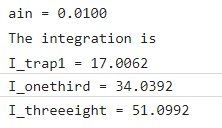 ain = 0.0100
The integration is
I_trap1 = 17.0062
I_onethird = 34.0392
I_threeeight = 51.0992